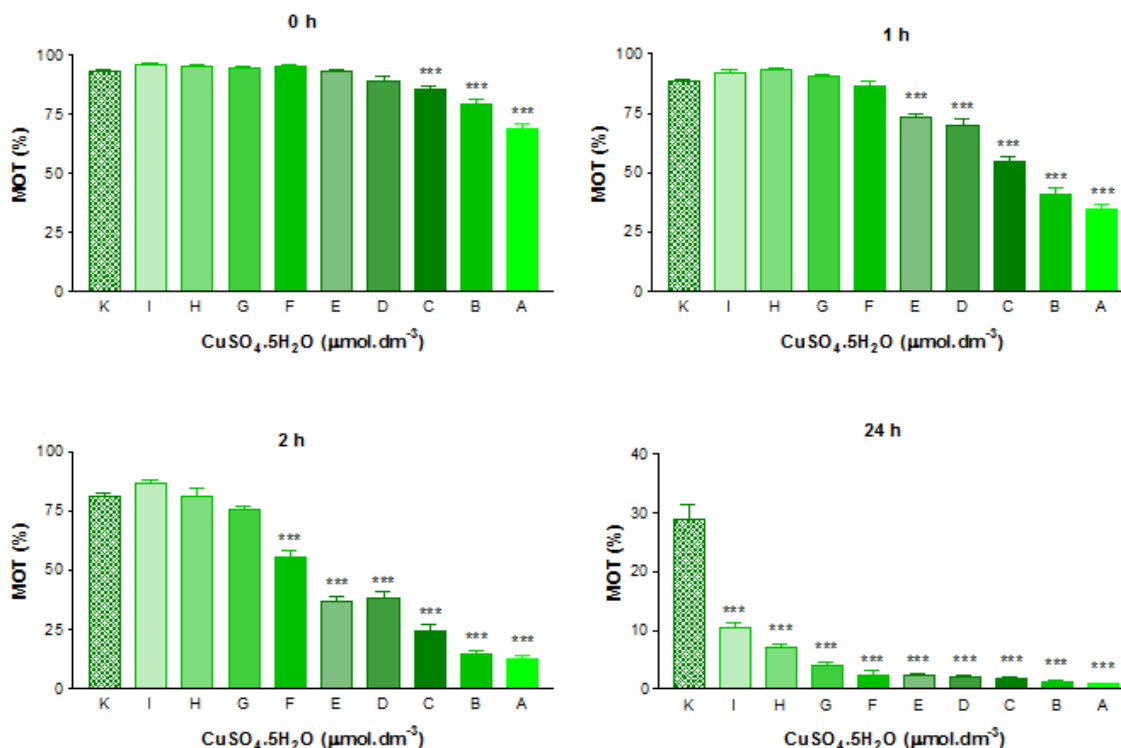 0 h
MOT (%)
100
75
50
25
0
***
***
***
K I H G F E D C B A
CuSO₄.5H₂O (µmol.dm⁻³)
1 h
MOT (%)
100
75
50
25
0
***
***
***
***
***
K I H G F E D C B A
CuSO₄.5H₂O (µmol.dm⁻³)
2 h
MOT (%)
100
75
50
25
0
***
***
***
***
***
***
K I H G F E D C B A
CuSO₄.5H₂O (µmol.dm⁻³)
24 h
MOT (%)
40
30
20
10
0
***
***
***
***
***
***
***
***
***
K I H G F E D C B A
CuSO₄.5H₂O (µmol.dm⁻³)